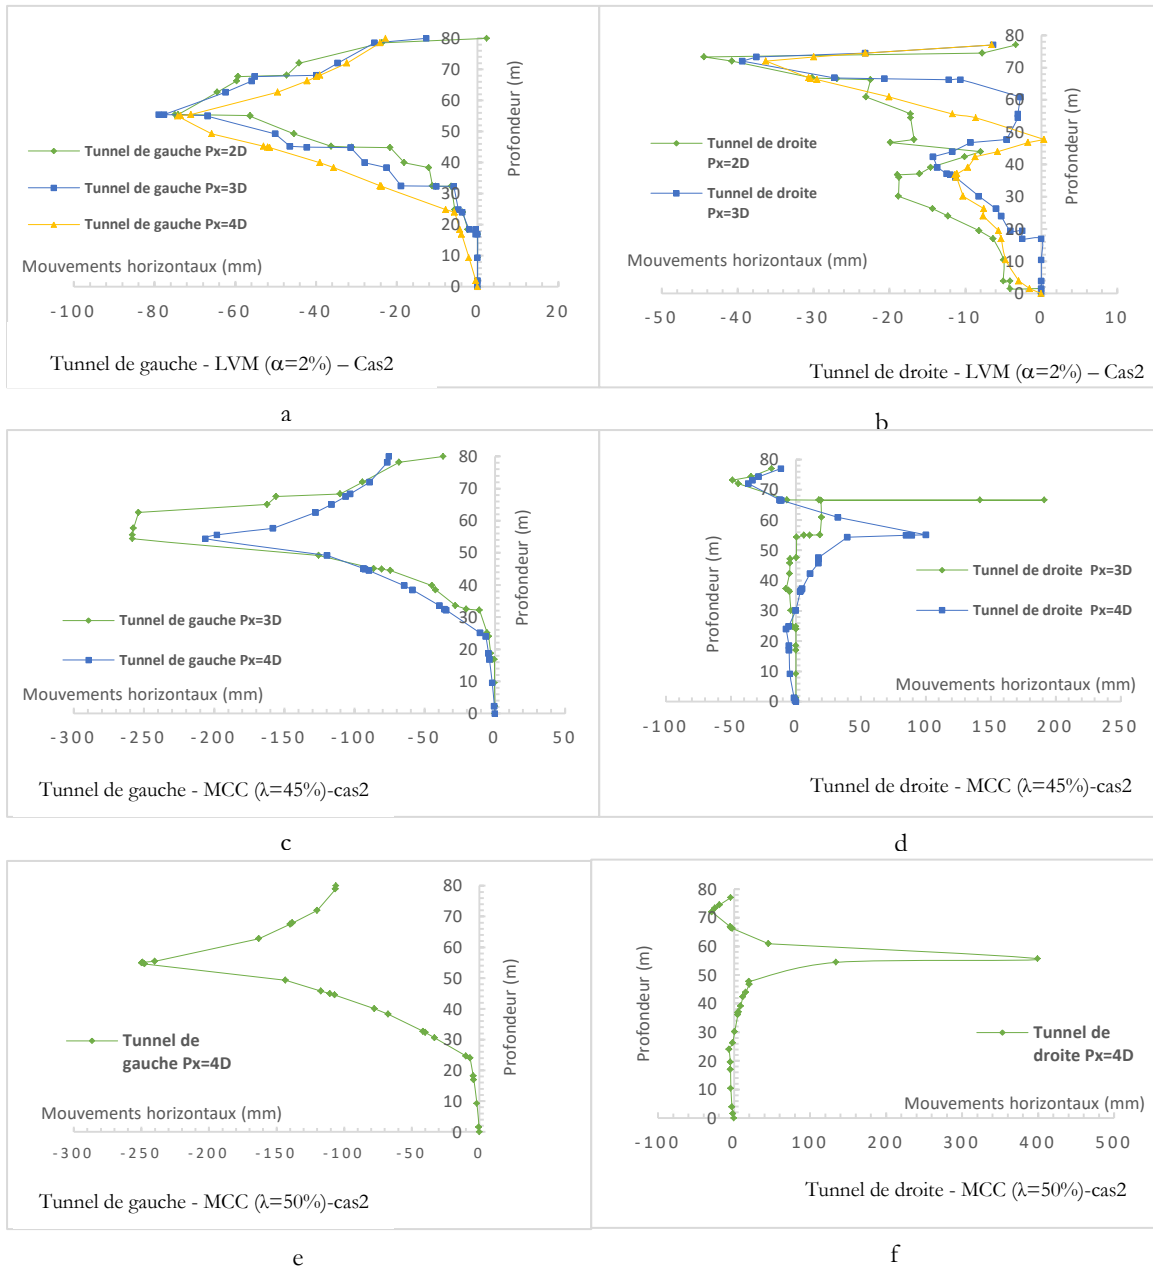 80
70
60
50
40
30
20
10
0
Profondeur (m)
Tunnel de gauche Px=2D
Tunnel de gauche Px=3D
Tunnel de gauche Px=4D
Mouvements horizontaux (mm)
-100 -80 -60 -40 -20 0 20
Tunnel de gauche - LVM (α=2%) – Cas2
a
80
70
60
50
40
30
20
10
0
Profondeur (m)
Tunnel de droite
Px=2D
Tunnel de droite
Px=3D
Mouvements horizontaux (mm)
-50 -40 -30 -20 -10 0 10
Tunnel de droite - LVM (α=2%) – Cas2
b
80
70
60
50
40
30
20
10
0
Profondeur (m)
Tunnel de gauche Px=3D
Tunnel de gauche Px=4D
Mouvements horizontaux (mm)
-300 -250 -200 -150 -100 -50 0 50
Tunnel de gauche - MCC (λ=45%)-cas2
c
80
70
60
50
40
30
20
10
0
Profondeur (m)
Tunnel de droite Px=3D
Tunnel de droite Px=4D
Mouvements horizontaux (mm)
-100 -50 0 50 100 150 200 250
Tunnel de droite - MCC (λ=45%)-cas2
d
80
70
60
50
40
30
20
10
0
Profondeur (m)
Tunnel de
gauche Px=4D
Mouvements horizontaux (mm)
-300 -250 -200 -150 -100 -50 0
Tunnel de gauche - MCC (λ=50%)-cas2
e
80
70
60
50
40
30
20
10
0
Profondeur (m)
Tunnel de
droite Px=4D
Mouvements horizontaux (mm)
-100 0 100 200 300 400 500
Tunnel de droite - MCC (λ=50%)-cas2
f